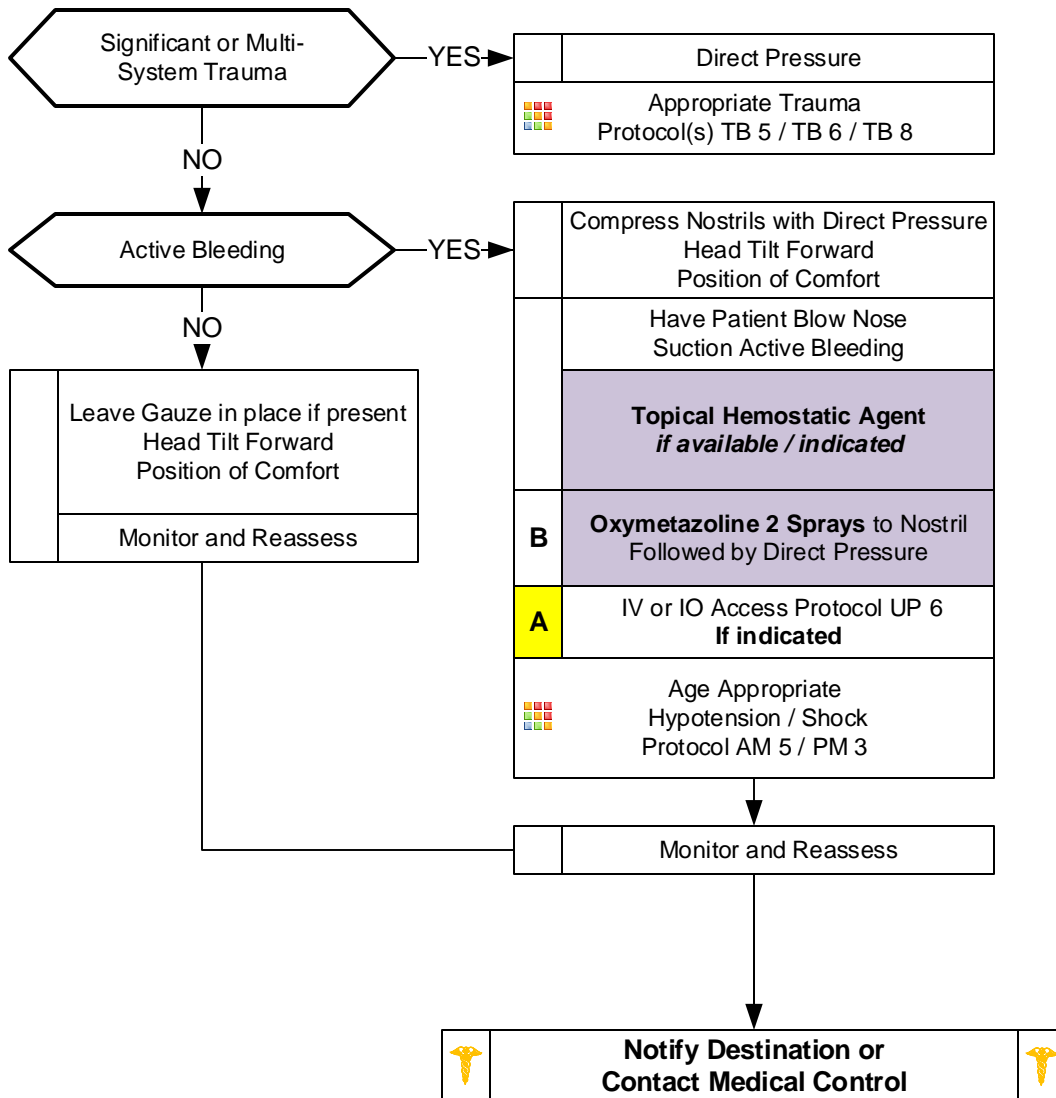 Significant or Multi-
System Trauma
YES
Direct Pressure
Appropriate Trauma
Protocol(s) TB 5 / TB 6 / TB 8
NO
Active Bleeding
YES
Compress Nostrils with Direct Pressure
Head Tilt Forward
Position of Comfort
Have Patient Blow Nose
Suction Active Bleeding
Topical Hemostatic Agent
if available / indicated
B
Oxymetazoline 2 Sprays to Nostril
Followed by Direct Pressure
A
IV or IO Access Protocol UP 6
If indicated
Age Appropriate
Hypotension / Shock
Protocol AM 5 / PM 3
NO
Leave Gauze in place if present
Head Tilt Forward
Position of Comfort
Monitor and Reassess
Monitor and Reassess
Notify Destination or
Contact Medical Control